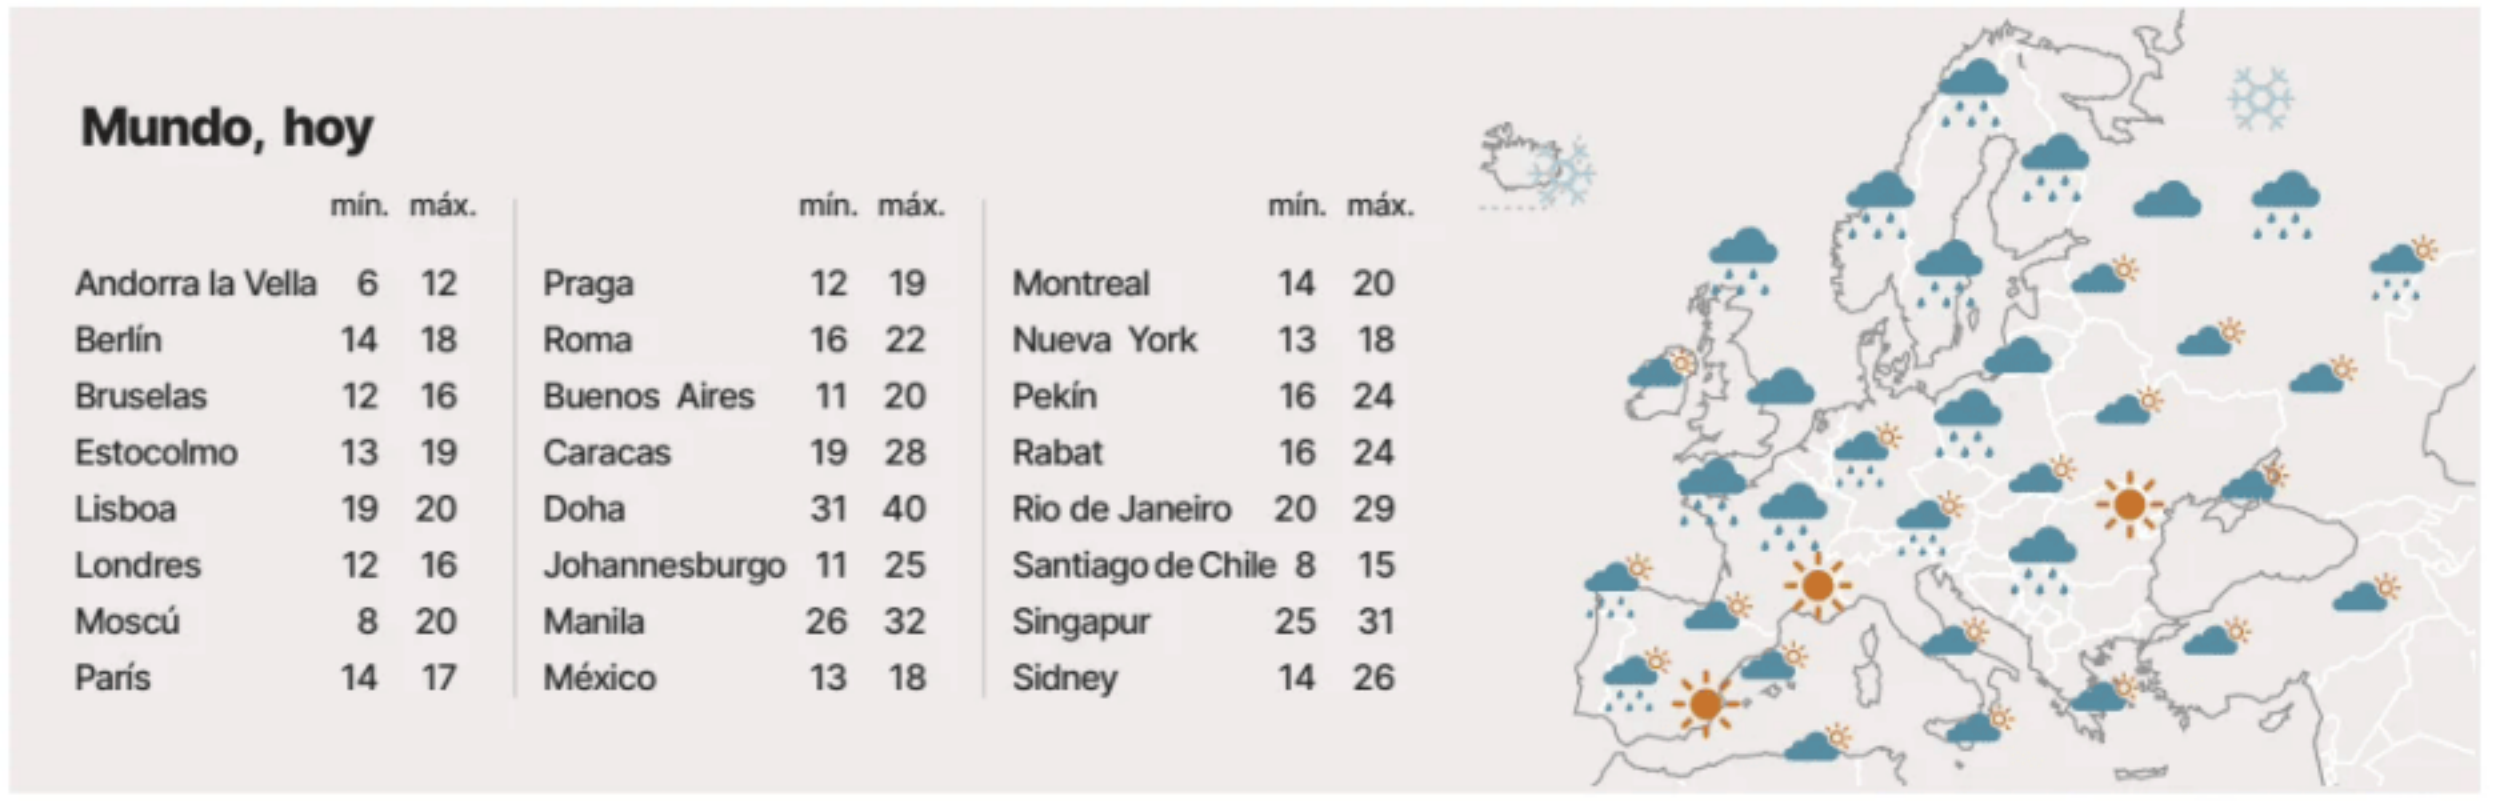 Mundo, hoy
mín. máx.
Andorra la Vella 6 12
Berlín 14 18
Bruselas 12 16
Estocolmo 13 19
Lisboa 19 20
Londres 12 16
Moscú 8 20
París 14 17
mín. máx.
Praga 12 19
Roma 16 22
Buenos Aires 11 20
Caracas 19 28
Doha 31 40
Johannesburgo 11 25
Manila 26 32
México 13 18
mín. máx.
Montreal 14 20
Nueva York 13 18
Pekín 16 24
Rabat 16 24
Rio de Janeiro 20 29
Santiago de Chile 8 15
Singapur 25 31
Sidney 14 26